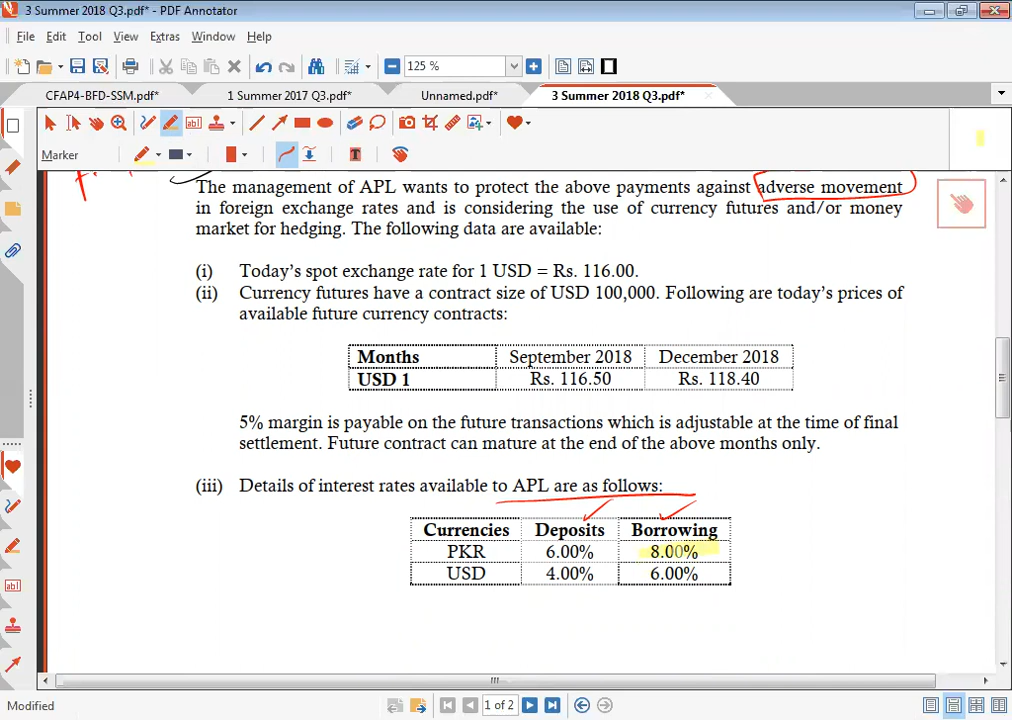 3 Summer 2018 Q3.pdf* - PDF Annotator
File Edit Tool View Extras Window Help
125 %
CFAP4-BFD-SSM.pdf* 1 Summer 2017 Q3.pdf* Unnamed.pdf* 3 Summer 2018 Q3.pdf*
Marker
The management of APL wants to protect the above payments against adverse movement
in foreign exchange rates and is considering the use of currency futures and/or money
market for hedging. The following data are available:
(i) Today's spot exchange rate for 1 USD = Rs. 116.00.
(ii) Currency futures have a contract size of USD 100,000. Following are today's prices of
available future currency contracts:
Months September 2018 December 2018
USD 1 Rs. 116.50 Rs. 118.40
5% margin is payable on the future transactions which is adjustable at the time of final
settlement. Future contract can mature at the end of the above months only.
(iii) Details of interest rates available to APL are as follows:
Currencies Deposits Borrowing
PKR 6.00% 8.00%
USD 4.00% 6.00%
Modified
1 of 2